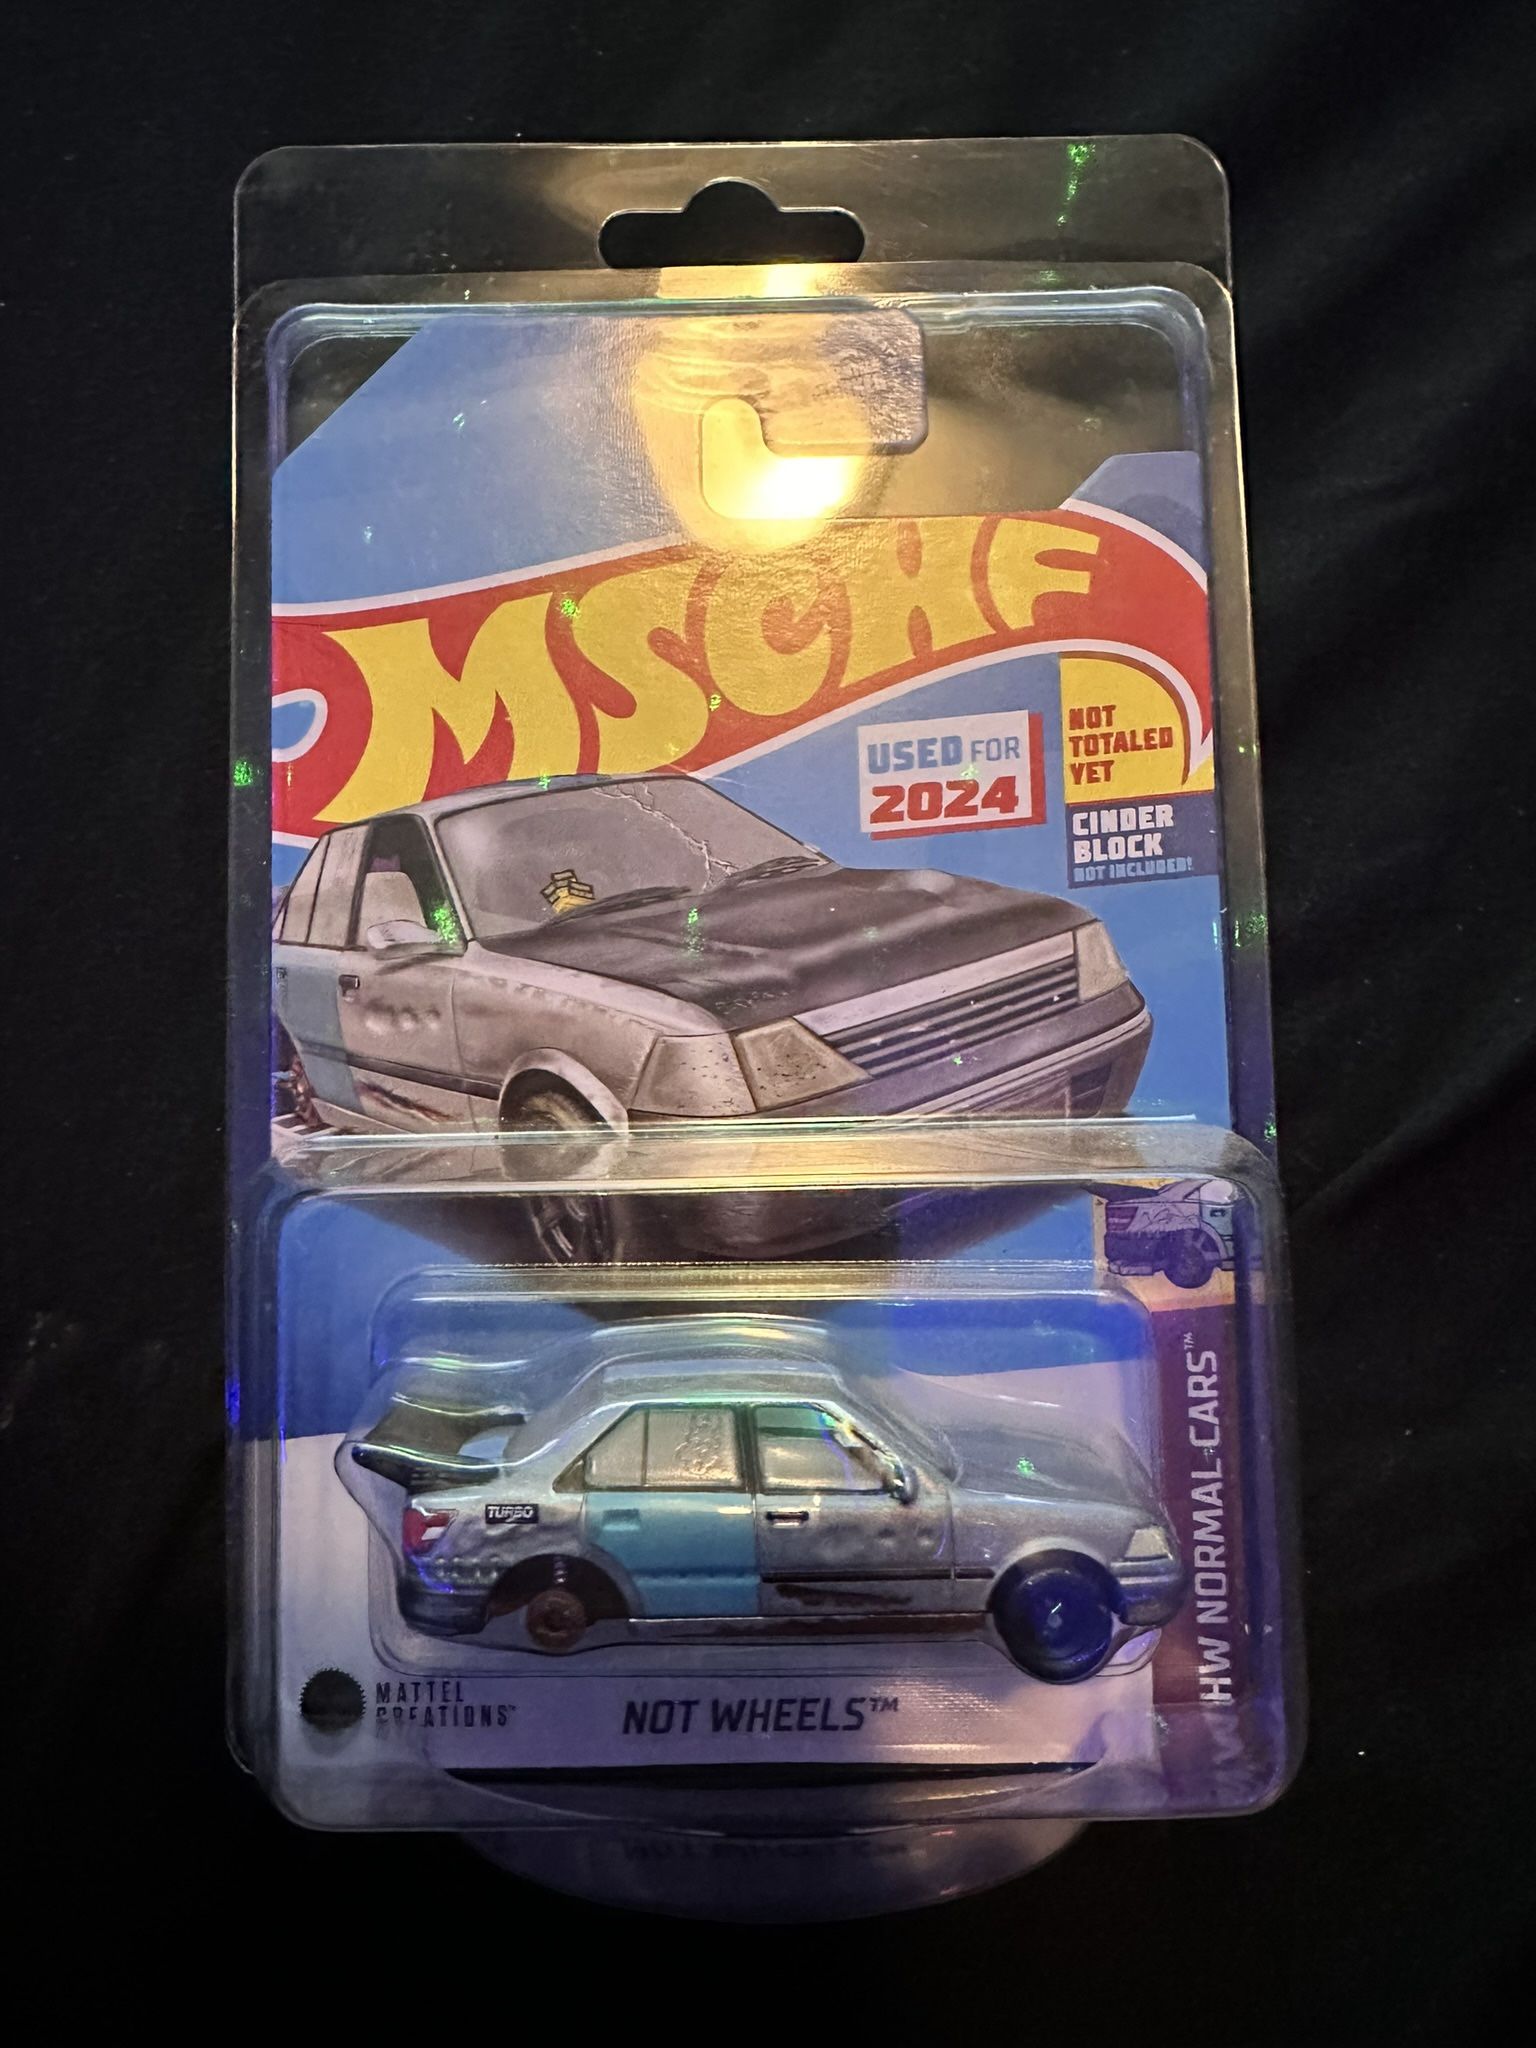 MSCHF
USED FOR
2024
NOT
TOTALED
YET
CINDER
BLOCK
NOT INCLUDED!
TURBO
HW NORMAL CARS™
MATTEL
CREATIONS™
NOT WHEELS™